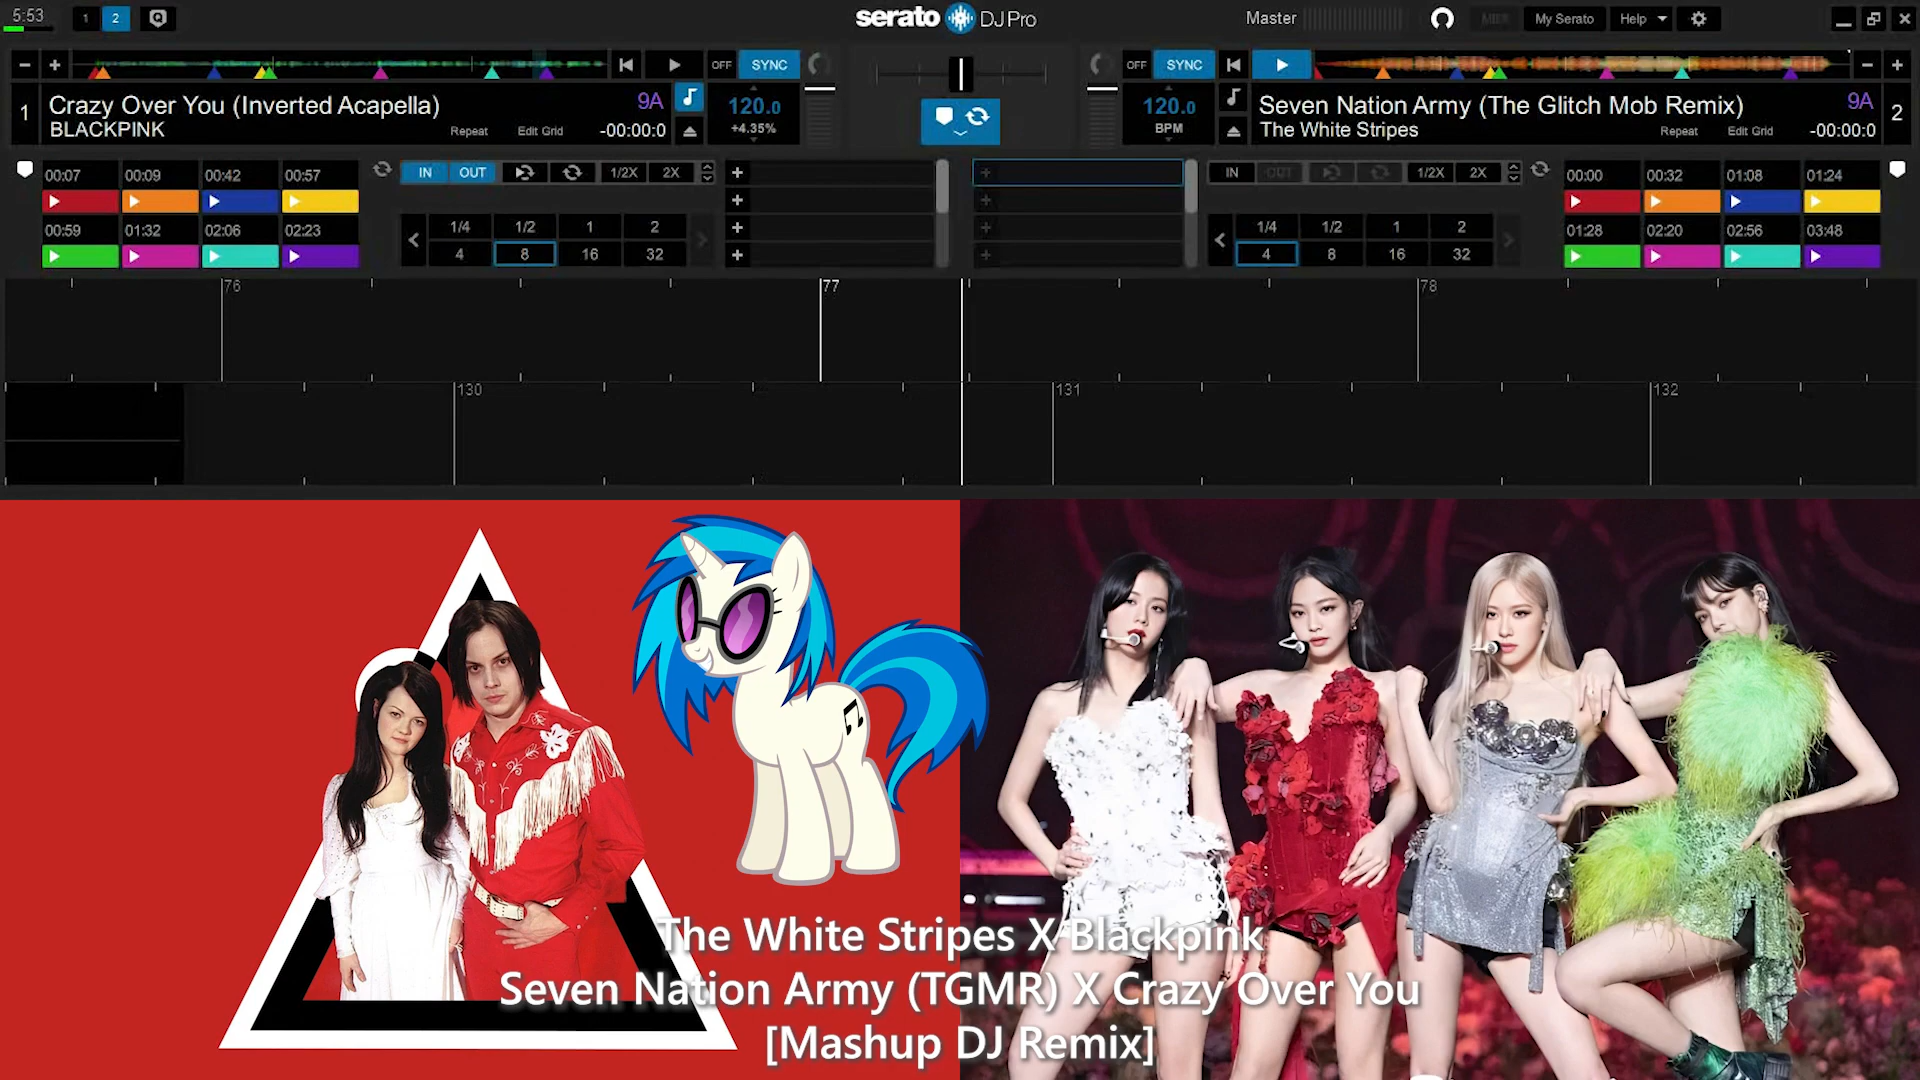 5:53
1 2
serato DJ Pro
Master
MIDI
My Serato
Help
OFF SYNC
OFF SYNC
1
Crazy Over You (Inverted Acapella)
9A
BLACKPINK
Repeat
Edit Grid
-00:00:0
120.0
+4.35%
120.0
BPM
Seven Nation Army (The Glitch Mob Remix)
9A
The White Stripes
Repeat
Edit Grid
-00:00:0
2
00:07 00:09 00:42 00:57
00:59 01:32 02:06 02:23
IN OUT 1/2X 2X
1/4 1/2 1 2
4 8 16 32
IN OUT 1/2X 2X
1/4 1/2 1 2
4 8 16 32
00:00 00:32 01:08 01:24
01:28 02:20 02:56 03:48
76 77 78
130 131 132
The White Stripes X Blackpink
Seven Nation Army (TGMR) X Crazy Over You
[Mashup DJ Remix]